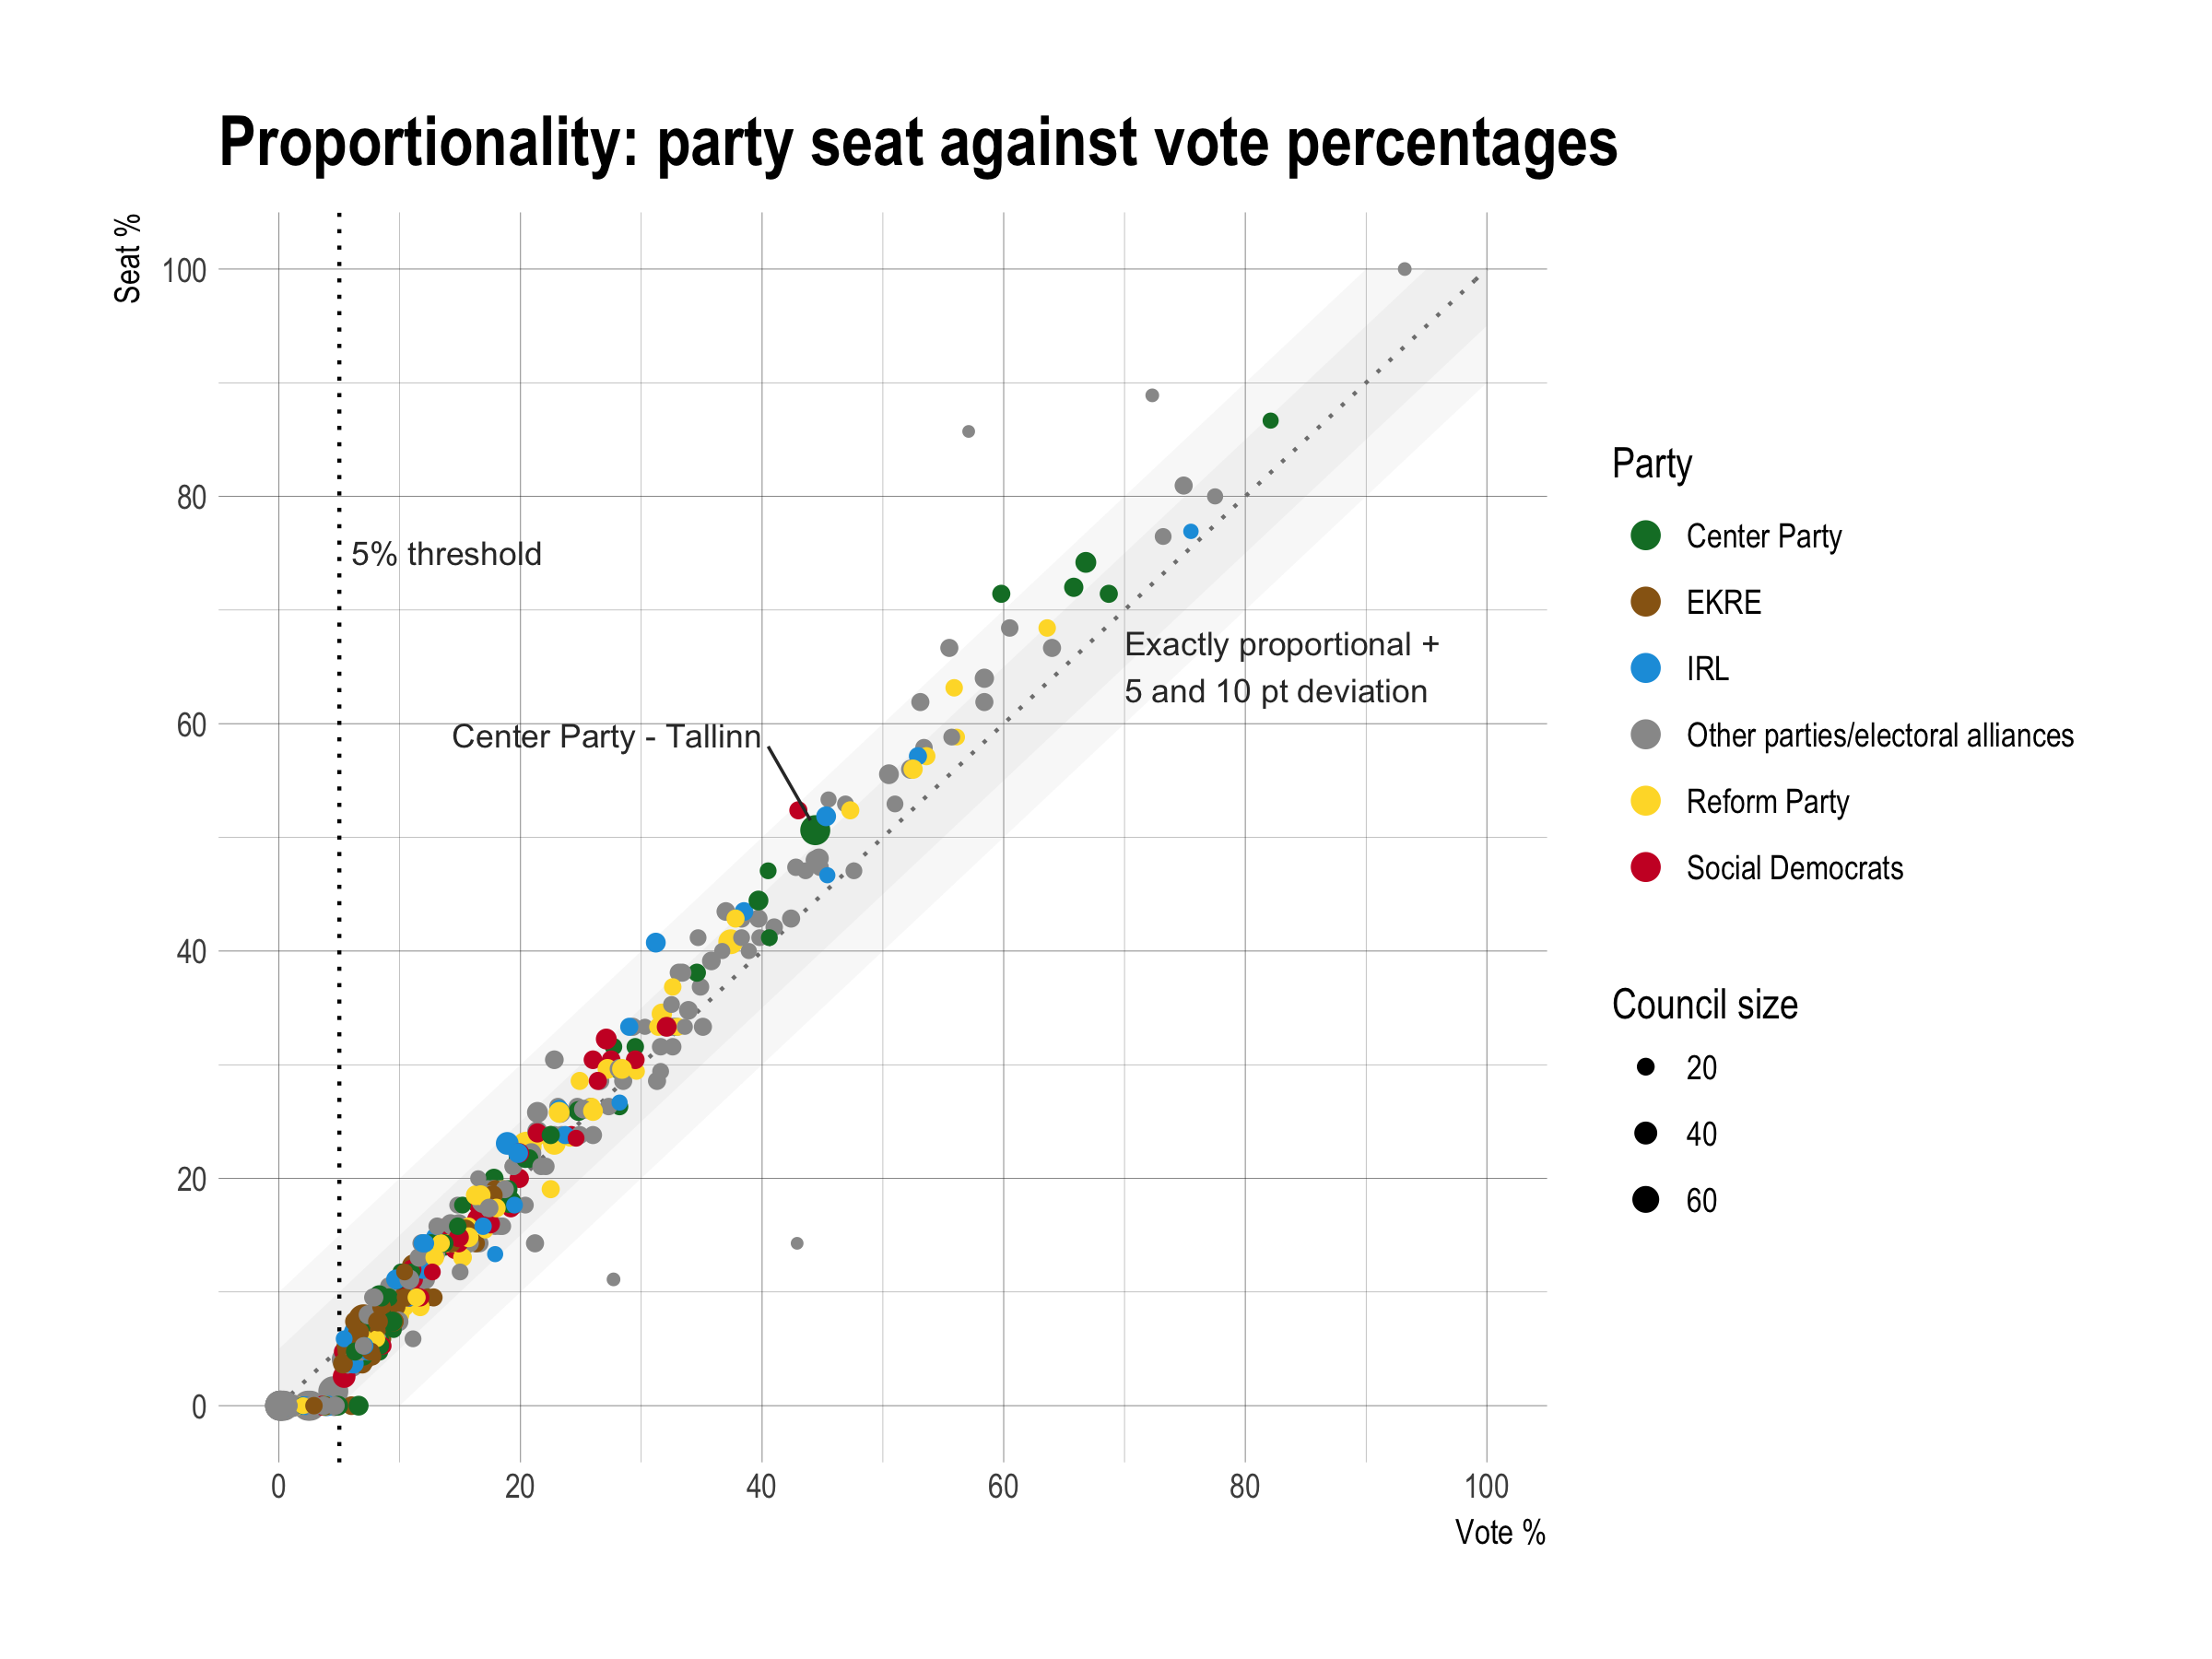 Proportionality: party seat against vote percentages
Seat %
100
80
60
40
20
0
5% threshold
Exactly proportional +
5 and 10 pt deviation
Center Party - Tallinn
0 20 40 60 80 100
Vote %
Party
Center Party
EKRE
IRL
Other parties/electoral alliances
Reform Party
Social Democrats
Council size
20
40
60